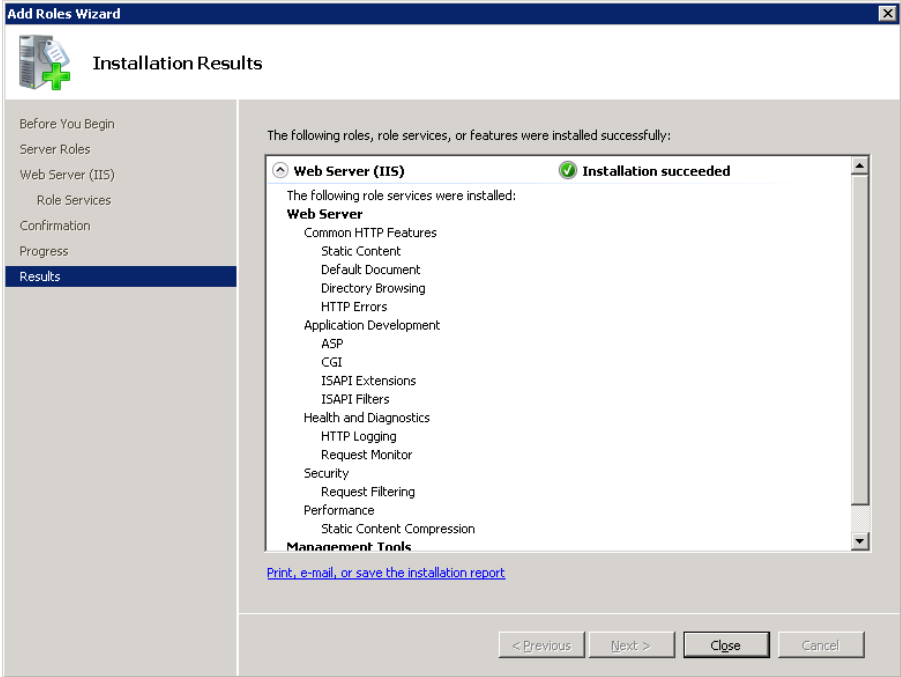 Add Roles Wizard
Installation Results
Before You Begin
Server Roles
Web Server (IIS)
Role Services
Confirmation
Progress
Results
The following roles, role services, or features were installed successfully:
Web Server (IIS) Installation succeeded
The following role services were installed:
Web Server
Common HTTP Features
Static Content
Default Document
Directory Browsing
HTTP Errors
Application Development
ASP
CGI
ISAPI Extensions
ISAPI Filters
Health and Diagnostics
HTTP Logging
Request Monitor
Security
Request Filtering
Performance
Static Content Compression
Management Tools
Print, e-mail, or save the installation report
< Previous Next > Close Cancel